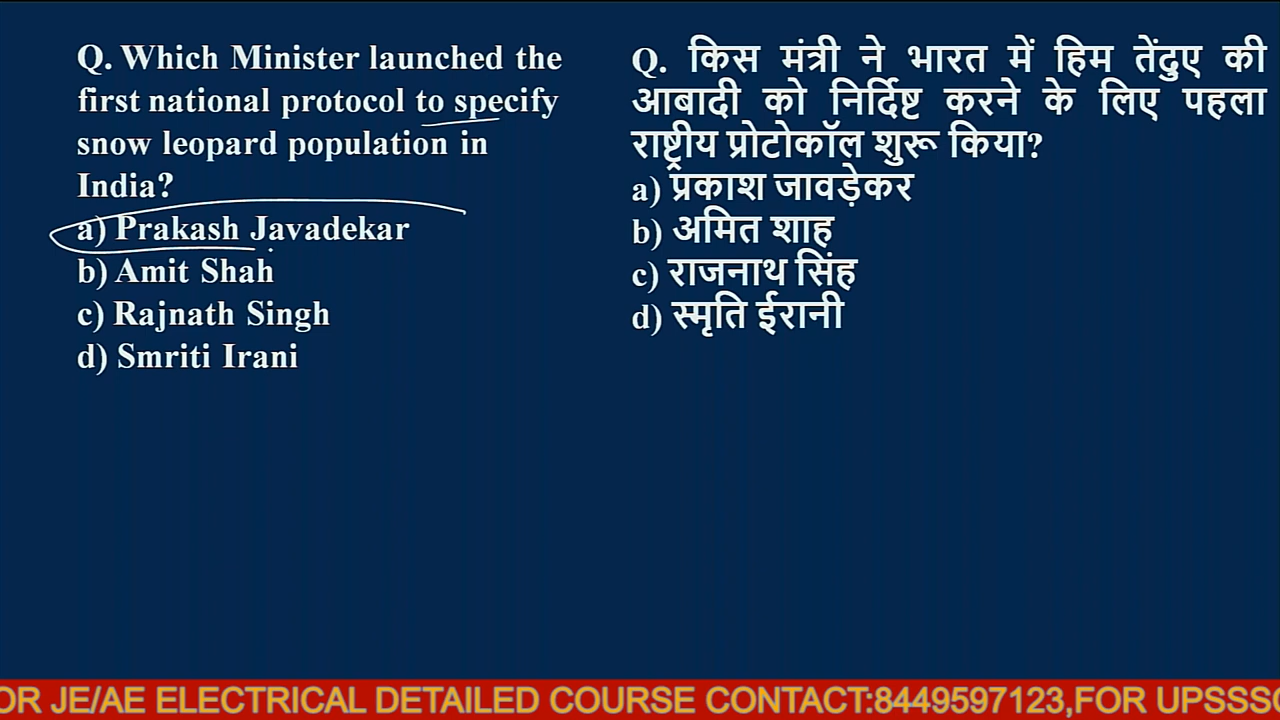 Q. Which Minister launched the
first national protocol to specify
snow leopard population in
India?
a) Prakash Javadekar
b) Amit Shah
c) Rajnath Singh
d) Smriti Irani
Q. किस मंत्री ने भारत में हिम तेंदुए की
आबादी को निर्दिष्ट करने के लिए पहला
राष्ट्रीय प्रोटोकॉल शुरू किया?
a) प्रकाश जावड़ेकर
b) अमित शाह
c) राजनाथ सिंह
d) स्मृति ईरानी
OR JE/AE ELECTRICAL DETAILED COURSE CONTACT:8449597123,FOR UPSSSC